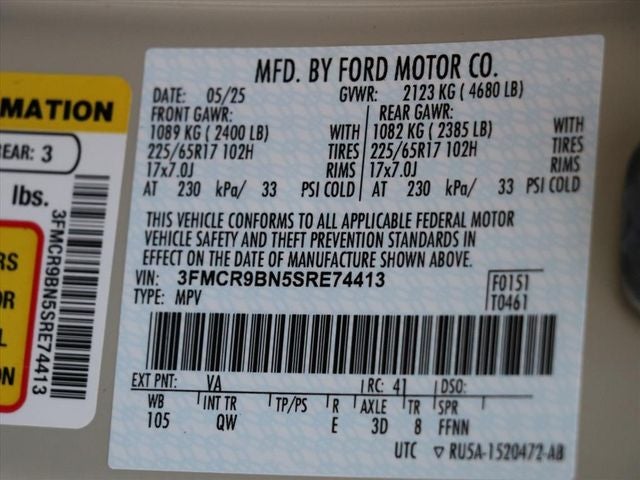 MFD. BY FORD MOTOR CO.
DATE: 05/25 GVWR: 2123 KG ( 4680 LB)
FRONT GAWR: REAR GAWR:
1089 KG ( 2400 LB) WITH 1082 KG ( 2385 LB) WITH
225/65R17 102H TIRES 225/65R17 102H TIRES
17x7.0J RIMS 17x7.0J RIMS
AT 230 kPa/ 33 PSI COLD AT 230 kPa/ 33 PSI COLD
THIS VEHICLE CONFORMS TO ALL APPLICABLE FEDERAL MOTOR
VEHICLE SAFETY AND THEFT PREVENTION STANDARDS IN
EFFECT ON THE DATE OF MANUFACTURE SHOWN ABOVE.
VIN: 3FMCR9BN5SRE74413 F0151
TYPE: MPV T0461
EXT PNT: VA RC: 41 DSO:
WB INT TR TP/PS R AXLE TR SPR
105 QW E 3D 8 FFNN
UTC ▽ RU5A-1520472-AB
MATION
EAR: 3
lbs.
3FMCR9BN5SRE74413
RS
OR
L
ON